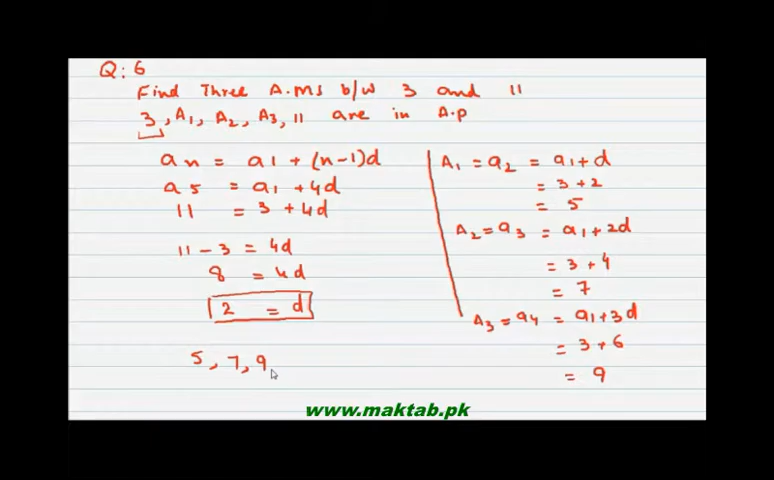 Q:6
Find Three A.Ms b/w 3 and 11
3, A1, A2, A3, 11 are in A.P
an = a1 + (n-1)d
a5 = a1 + 4d
11 = 3 + 4d
11 - 3 = 4d
8 = 4d
2 = d
5, 7, 9
A1 = a2 = a1 + d
= 3 + 2
= 5
A2 = a3 = a1 + 2d
= 3 + 4
= 7
A3 = a4 = a1 + 3d
= 3 + 6
= 9
www.maktab.pk